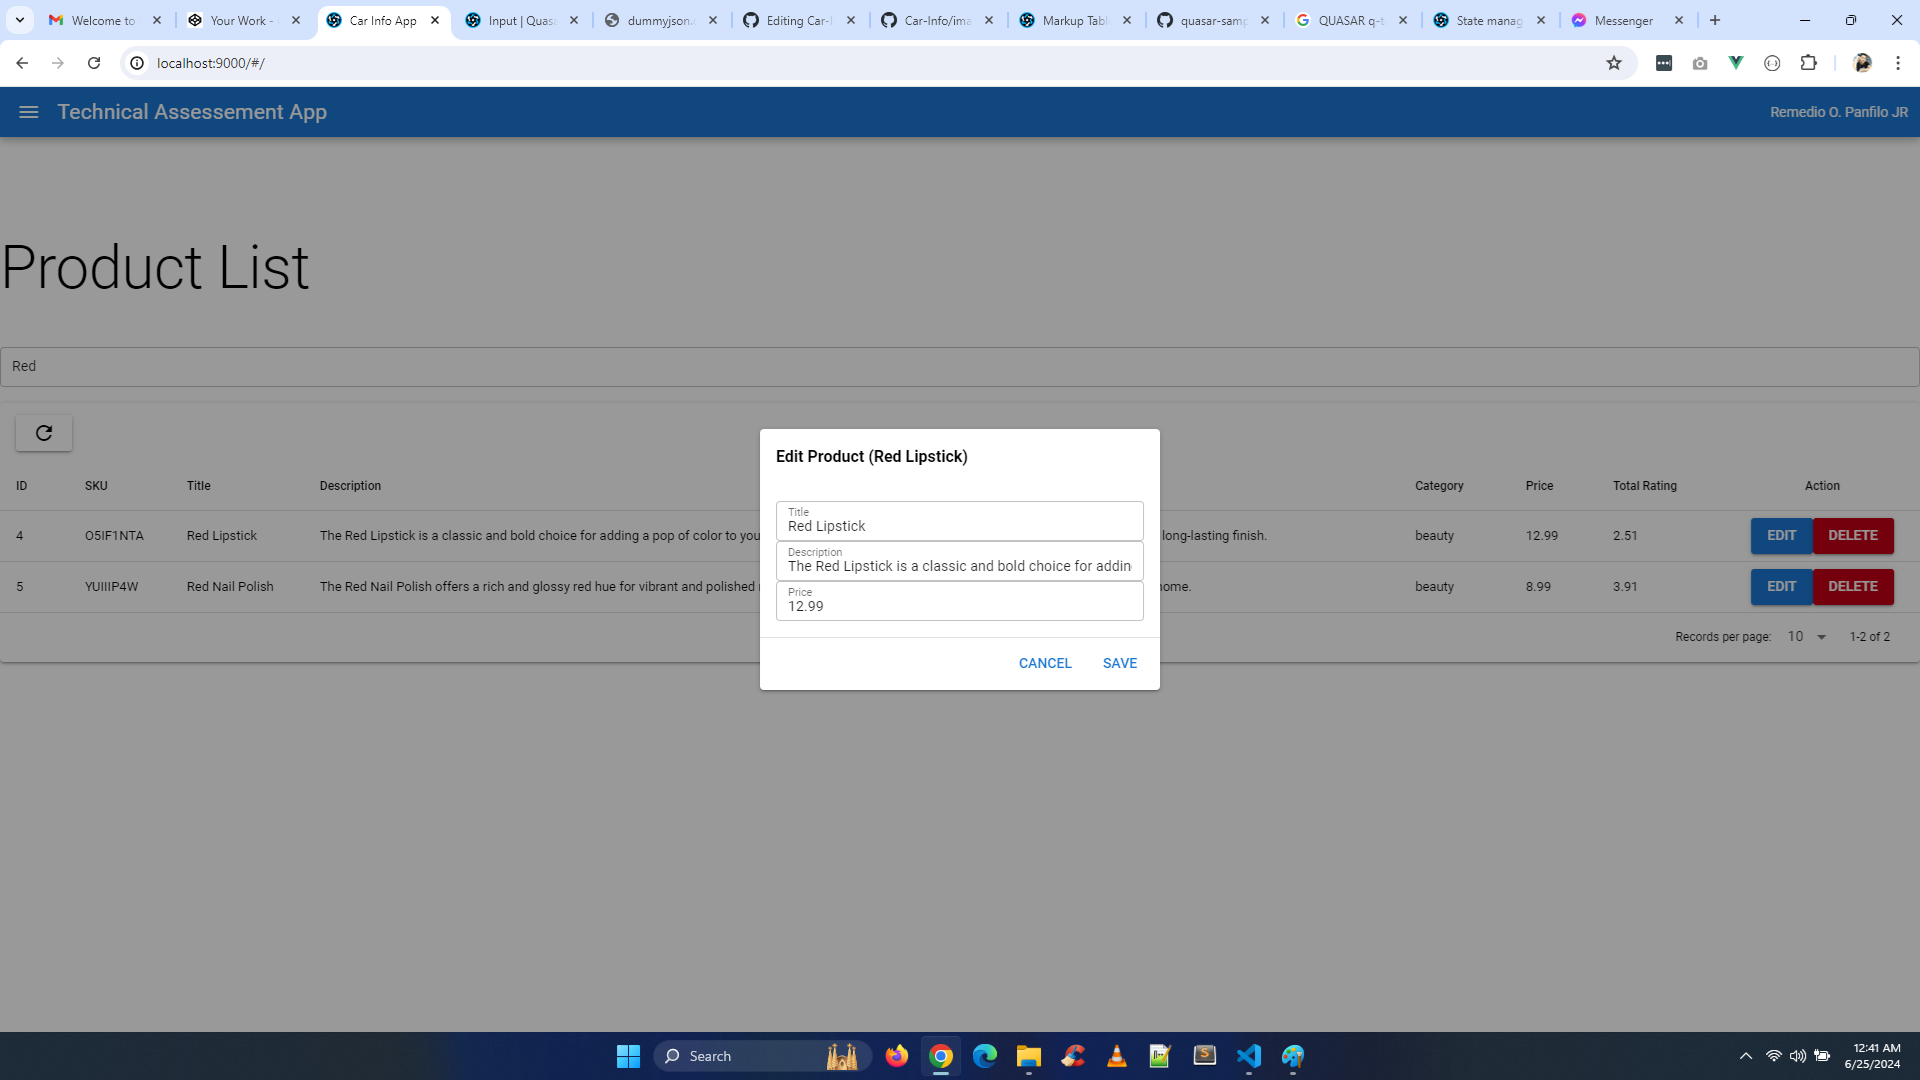 Welcome to
Your Work -
Car Info App
Input | Quas
dummyjson.c
Editing Car-I
Car-Info/ima
Markup Tabl
quasar-samp
QUASAR q-t
State manag
Messenger
localhost:9000/#/
Technical Assessement App
Remedio O. Panfilo JR
Product List
Red
Edit Product (Red Lipstick)
ID SKU Title Description Category Price Total Rating Action
Title
Red Lipstick
4 O5IF1NTA Red Lipstick The Red Lipstick is a classic and bold choice for adding a pop of color to you long-lasting finish. beauty 12.99 2.51 EDIT DELETE
Description
The Red Lipstick is a classic and bold choice for addin
5 YUIIIP4W Red Nail Polish The Red Nail Polish offers a rich and glossy red hue for vibrant and polished ome. beauty 8.99 3.91 EDIT DELETE
Price
12.99
Records per page: 10 1-2 of 2
CANCEL SAVE
Search
12:41 AM
6/25/2024